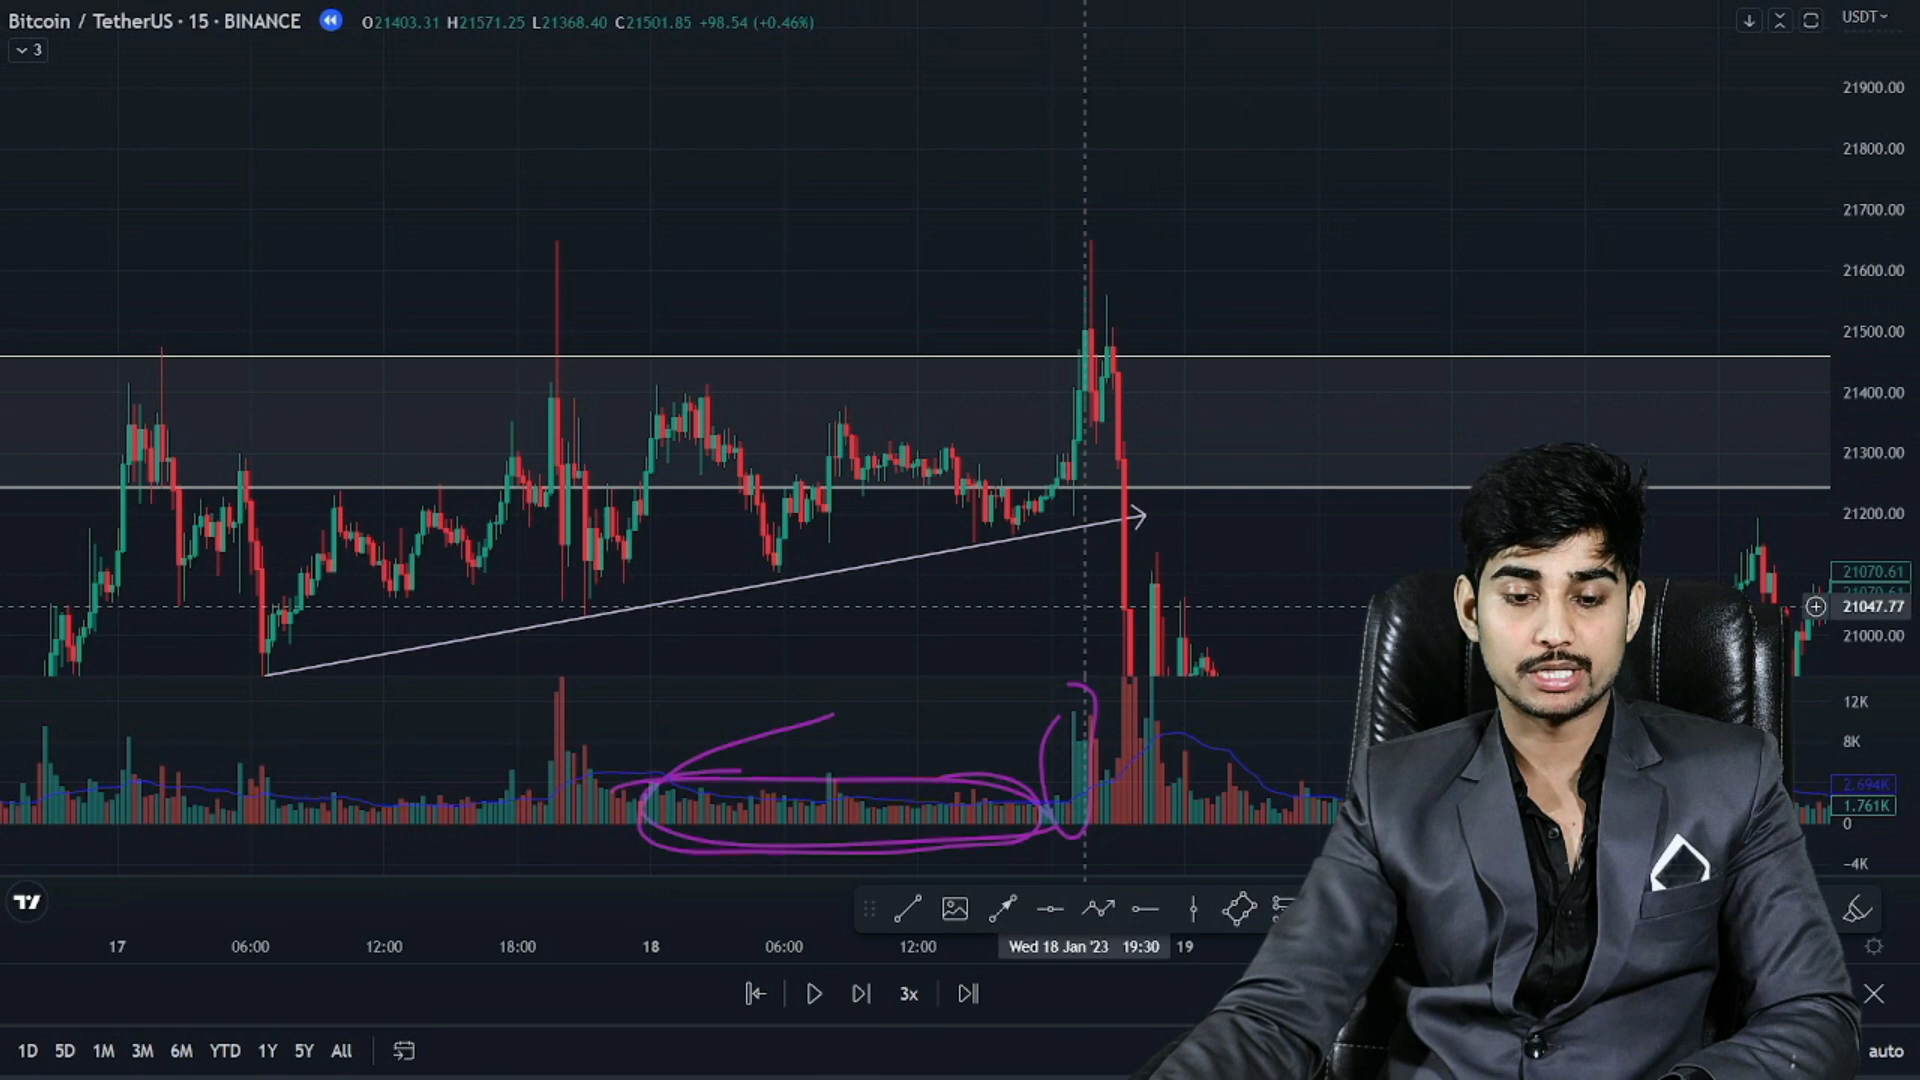 Bitcoin / TetherUS · 15 · BINANCE O21403.31 H21571.25 L21368.40 C21501.85 +98.54 (+0.46%)
USDT
3
21900.00
21800.00
21700.00
21600.00
21500.00
21400.00
21300.00
21200.00
21070.61
21047.77
21000.00
12K
8K
2.694K
1.761K
0
-4K
17 06:00 12:00 18:00 18 06:00 12:00 Wed 18 Jan '23 19:30 19
3x
1D 5D 1M 3M 6M YTD 1Y 5Y All
auto